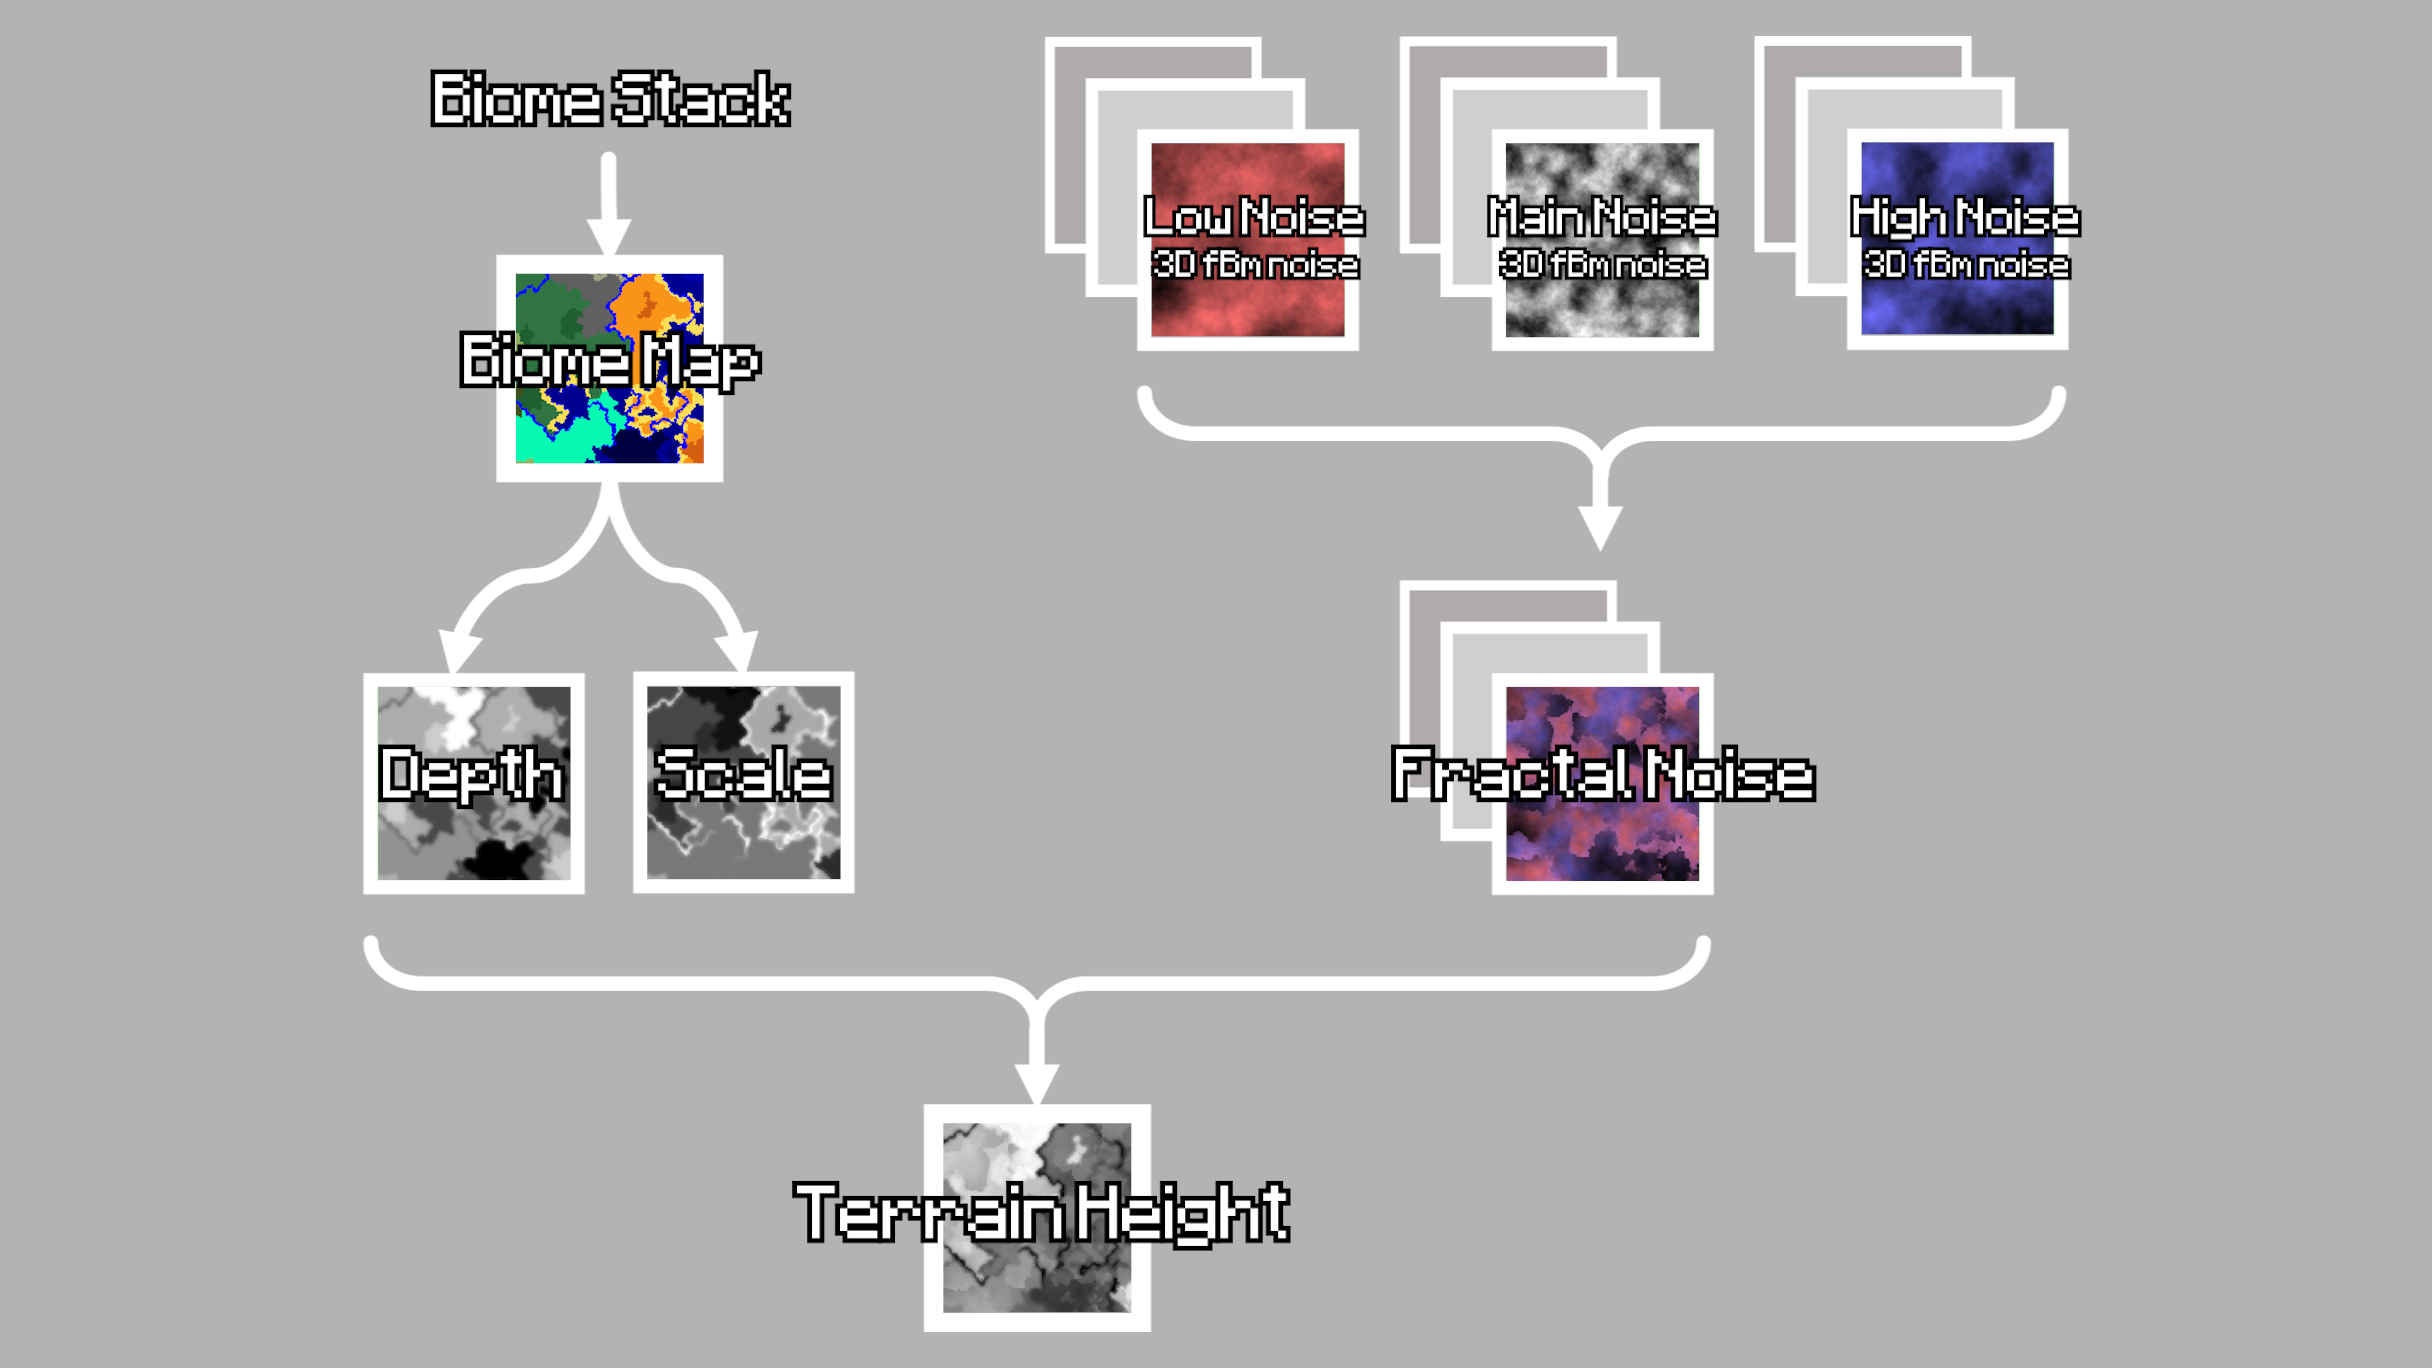 Biome Stack
Biome Map
Depth
Scale
Low Noise
3D fBm noise
Main Noise
3D fBm noise
High Noise
3D fBm noise
Fractal Noise
Terrain Height